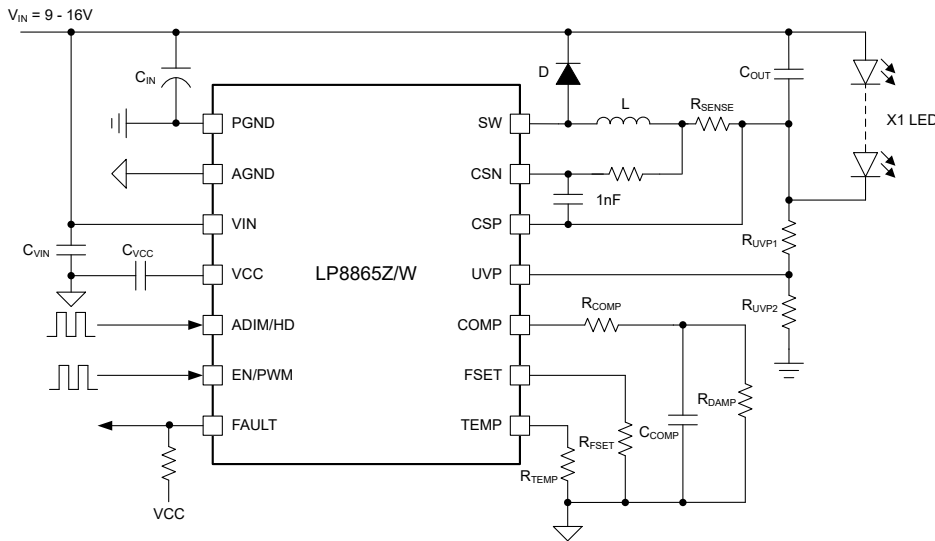 V_IN = 9 - 16V
C_IN
D
C_OUT
L
R_SENSE
X1 LED
PGND
SW
AGND
CSN
1nF
VIN
CSP
C_VIN
C_VCC
R_UVP1
VCC
LP8865Z/W
UVP
R_COMP
R_UVP2
ADIM/HD
COMP
EN/PWM
FSET
R_DAMP
FAULT
TEMP
R_FSET
C_COMP
R_TEMP
VCC